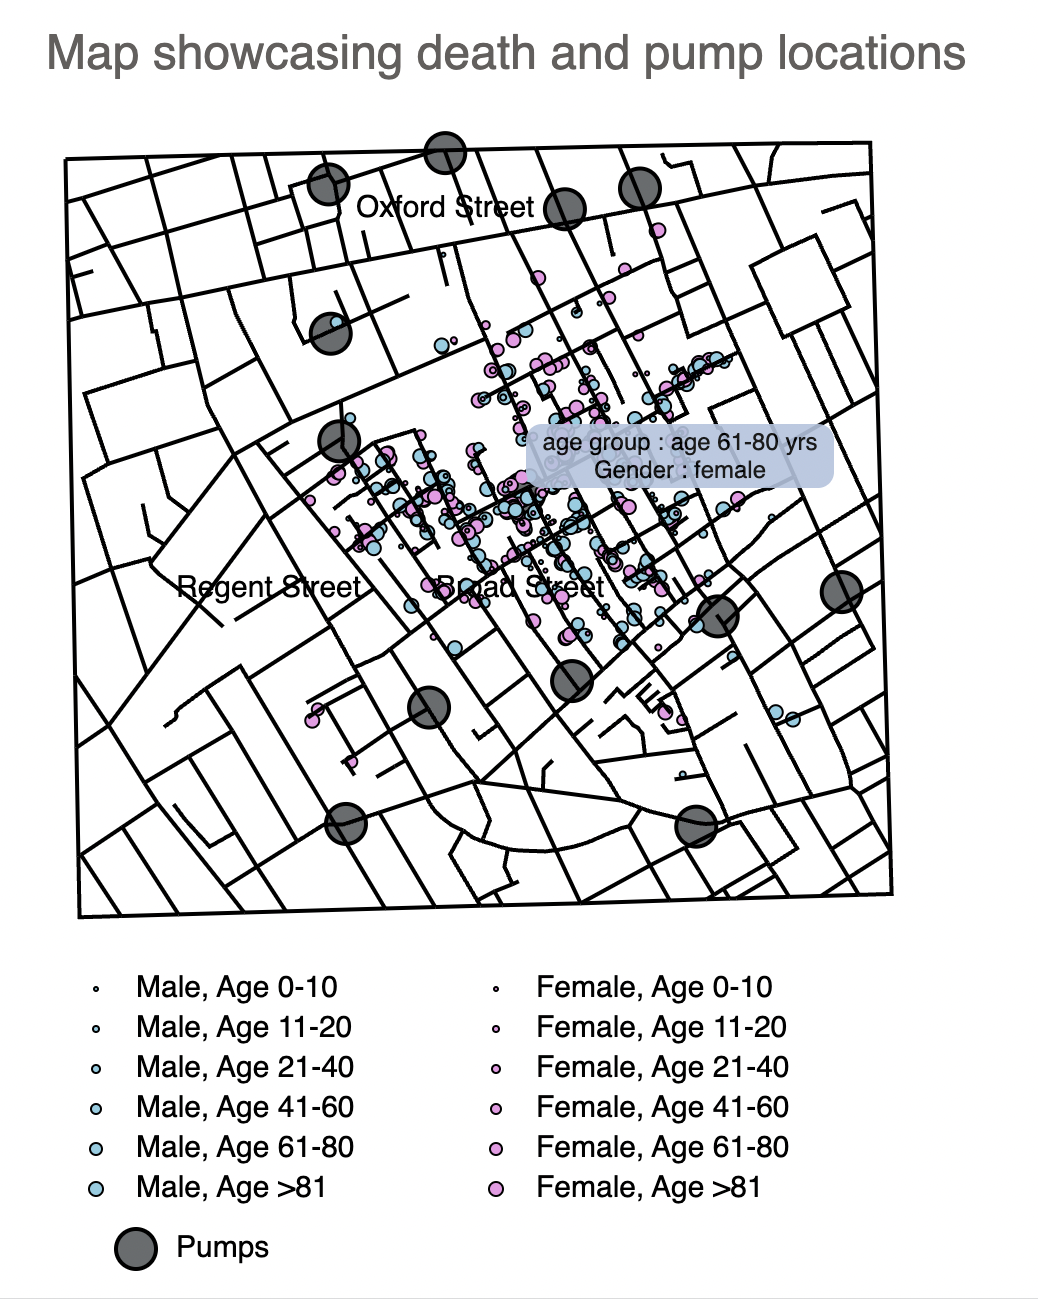 Map showcasing death and pump locations
Oxford Street
age group : age 61-80 yrs
Gender : female
Regent Street
Broad Street
Male, Age 0-10
Female, Age 0-10
Male, Age 11-20
Female, Age 11-20
Male, Age 21-40
Female, Age 21-40
Male, Age 41-60
Female, Age 41-60
Male, Age 61-80
Female, Age 61-80
Male, Age >81
Female, Age >81
Pumps